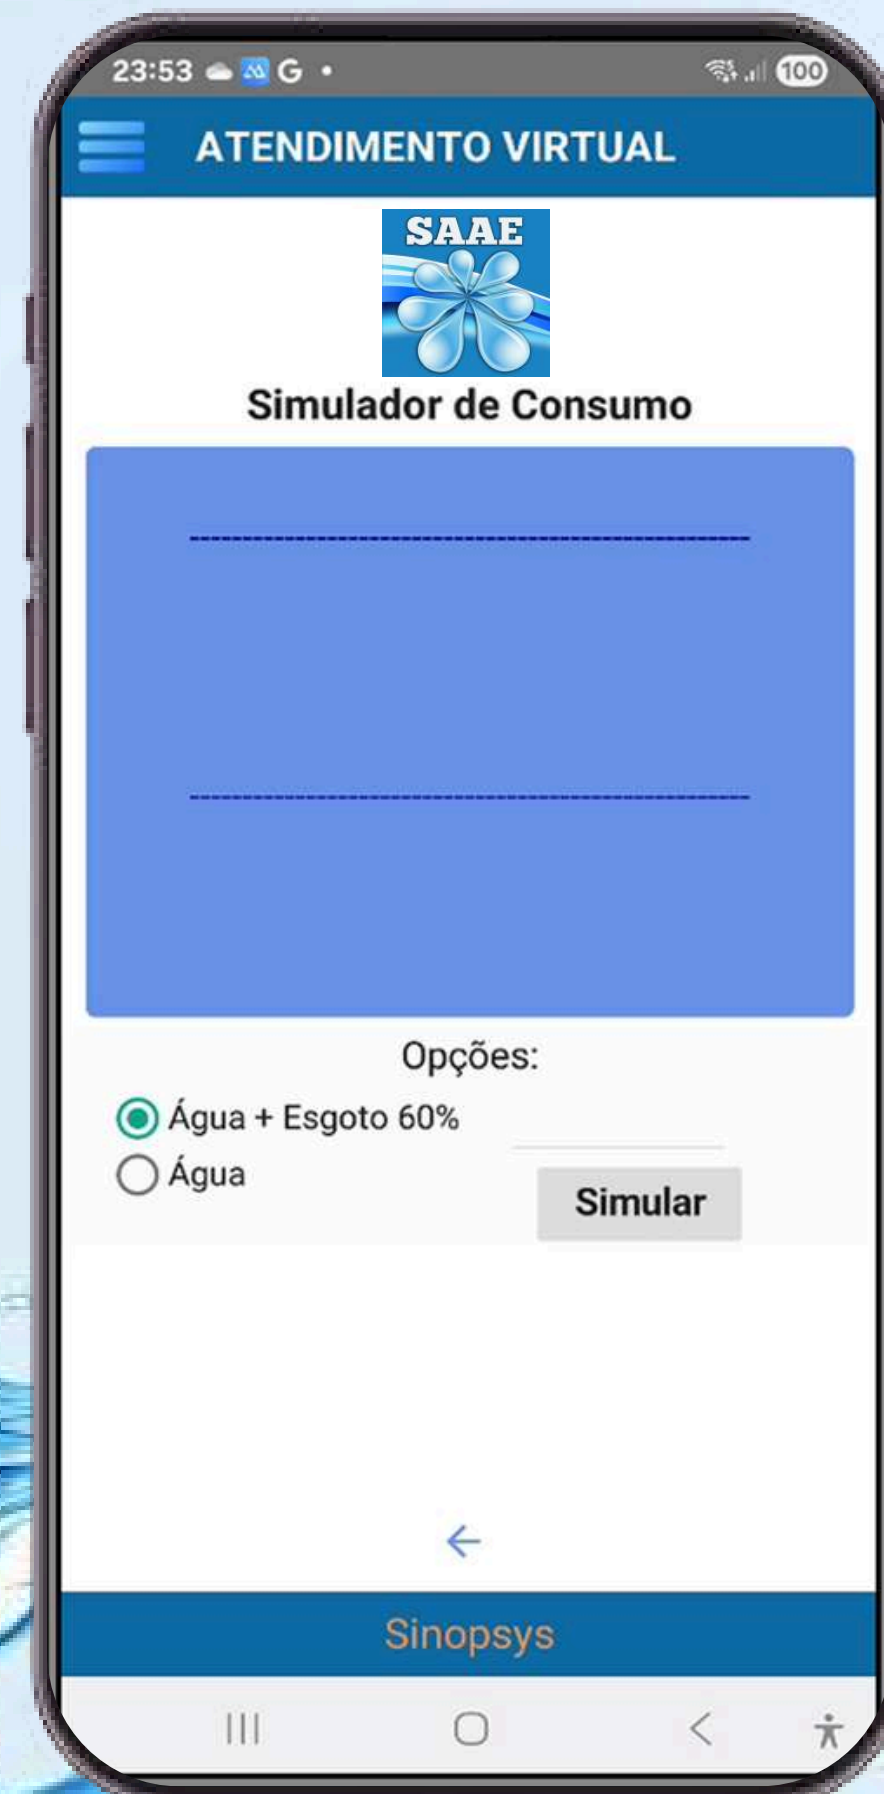 23:53 G
100
ATENDIMENTO VIRTUAL
SAAE
Simulador de Consumo
------------------------------------------------------
------------------------------------------------------
Opções:
Água + Esgoto 60%
Água
Simular
Sinopsys